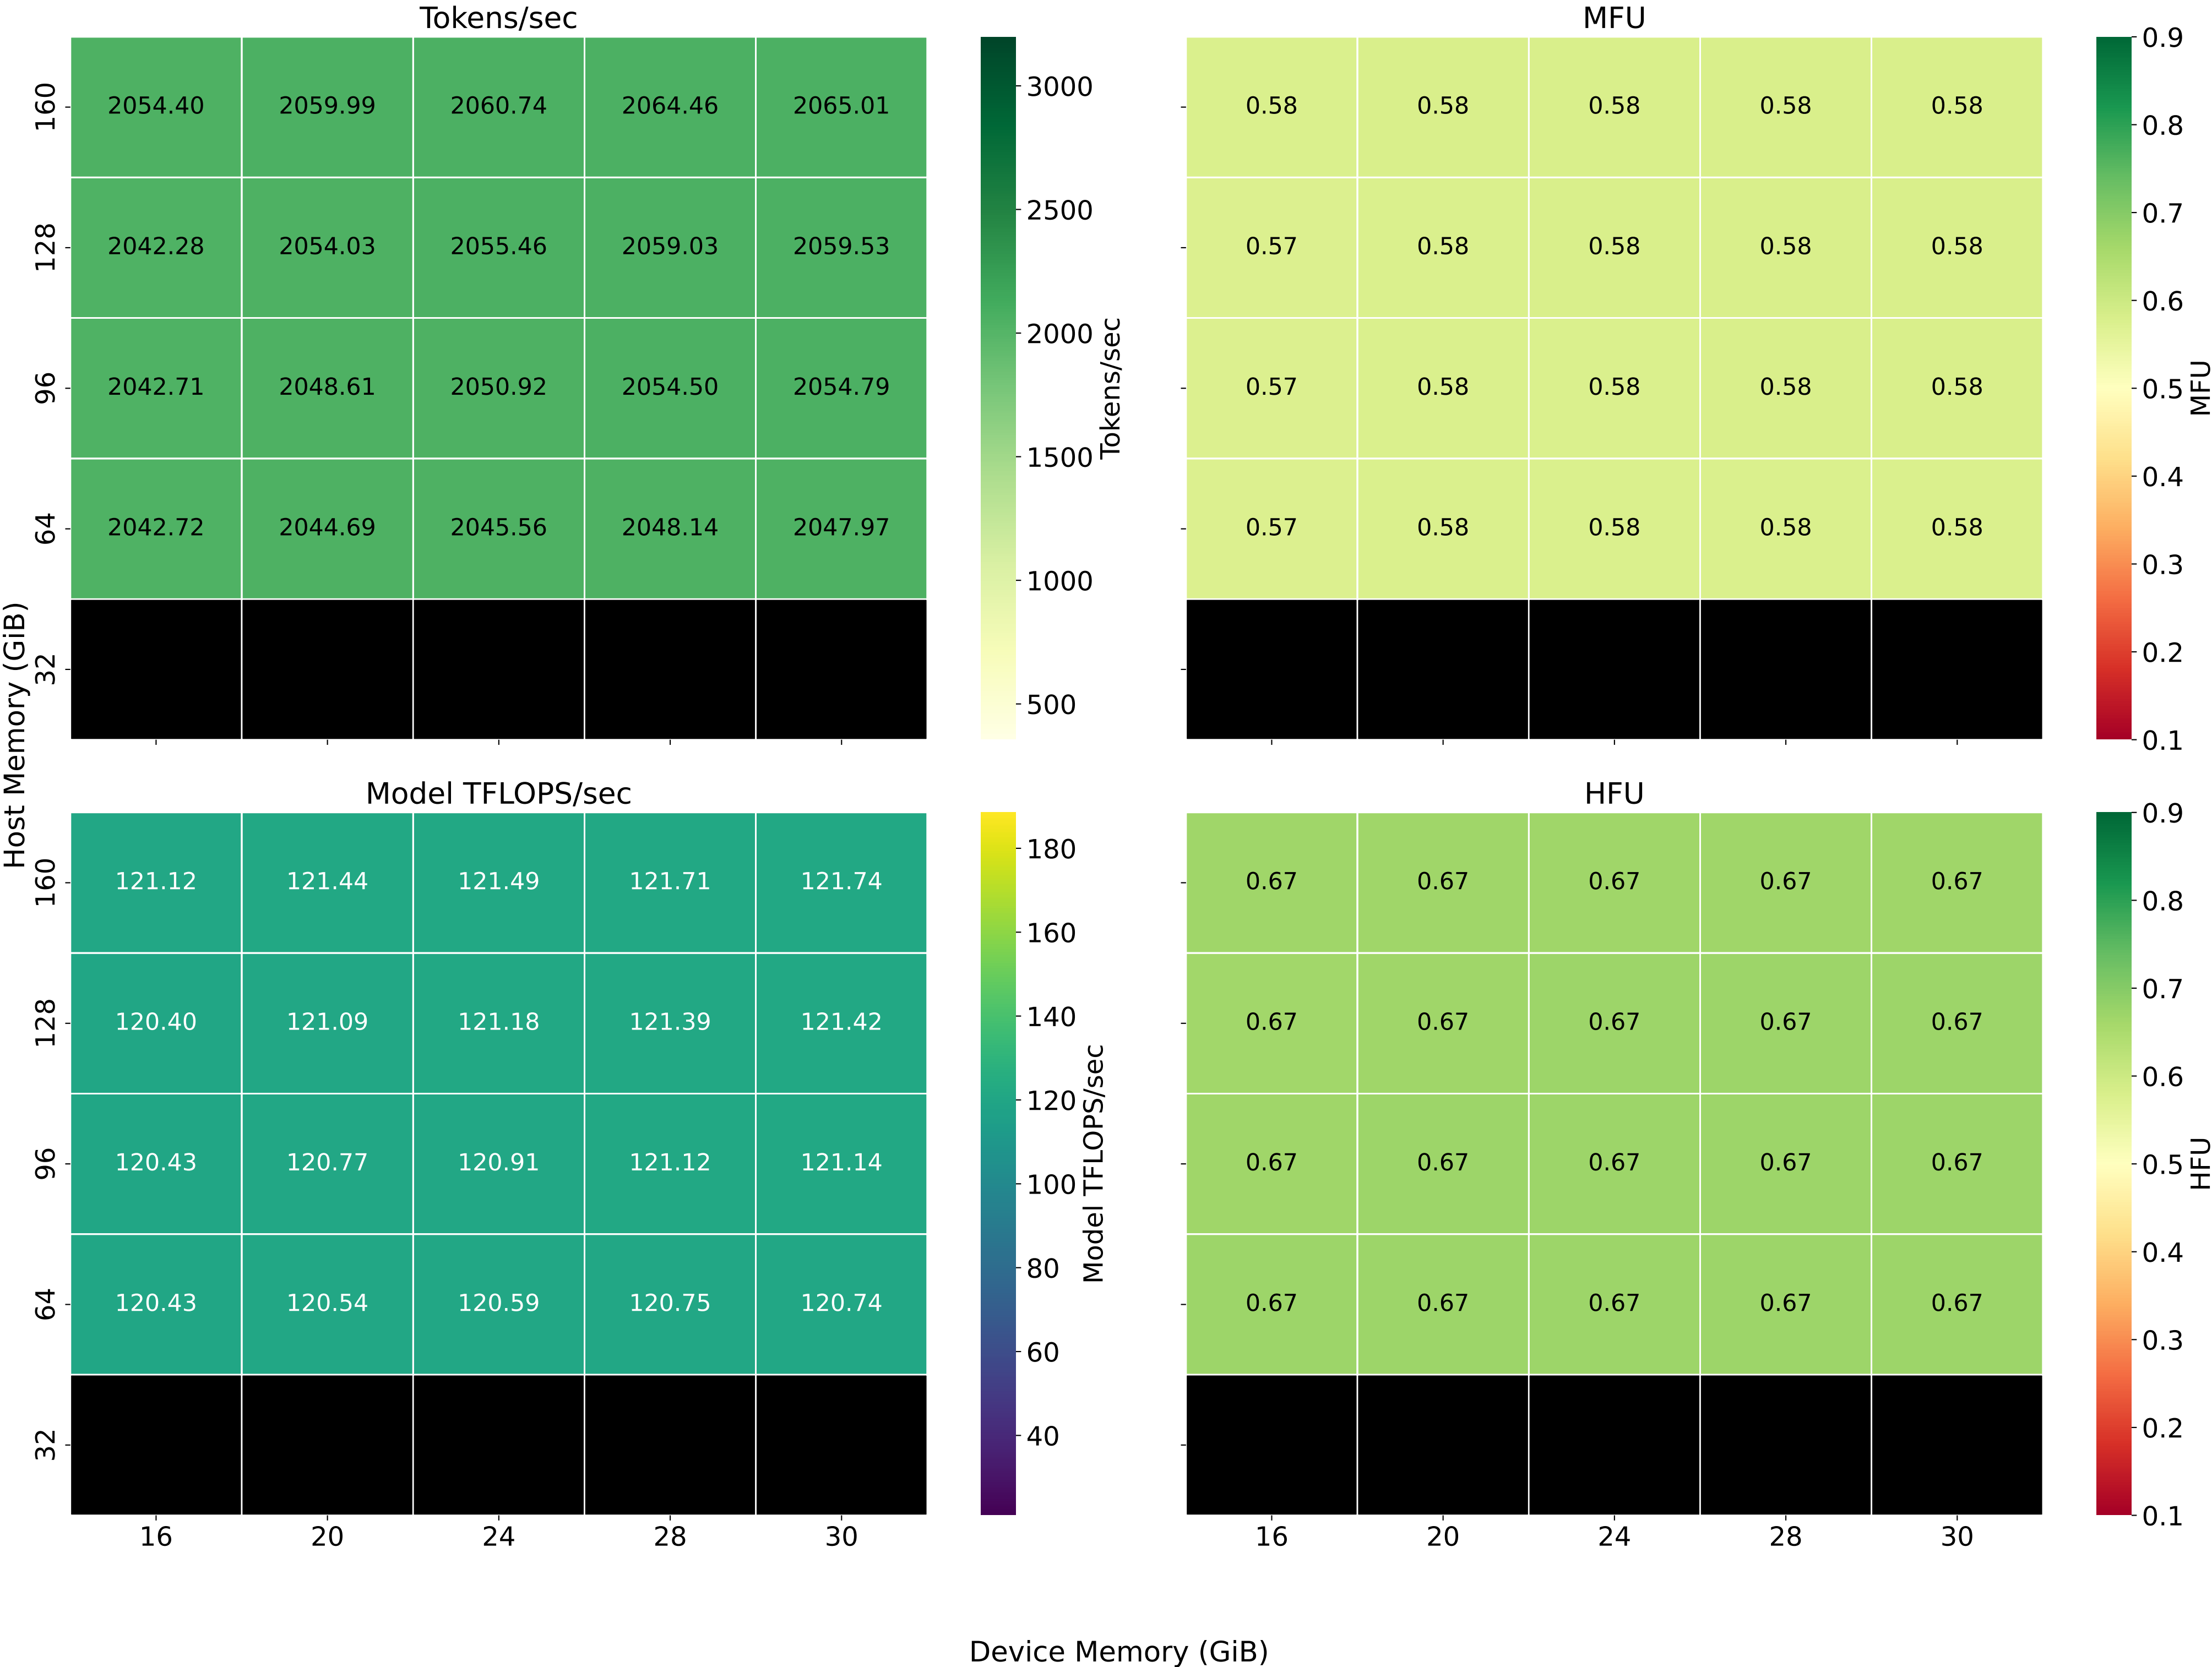 Tokens/sec
160 2054.40 2059.99 2060.74 2064.46 2065.01
128 2042.28 2054.03 2055.46 2059.03 2059.53
96 2042.71 2048.61 2050.92 2054.50 2054.79
64 2042.72 2044.69 2045.56 2048.14 2047.97
32
3000
2500
2000
1500
1000
500
Tokens/sec
MFU
0.58 0.58 0.58 0.58 0.58
0.57 0.58 0.58 0.58 0.58
0.57 0.58 0.58 0.58 0.58
0.57 0.58 0.58 0.58 0.58
0.9
0.8
0.7
0.6
0.5
0.4
0.3
0.2
0.1
MFU
Host Memory (GiB)
Model TFLOPS/sec
160 121.12 121.44 121.49 121.71 121.74
128 120.40 121.09 121.18 121.39 121.42
96 120.43 120.77 120.91 121.12 121.14
64 120.43 120.54 120.59 120.75 120.74
32
16 20 24 28 30
180
160
140
120
100
80
60
40
Model TFLOPS/sec
HFU
0.67 0.67 0.67 0.67 0.67
0.67 0.67 0.67 0.67 0.67
0.67 0.67 0.67 0.67 0.67
0.67 0.67 0.67 0.67 0.67
16 20 24 28 30
0.9
0.8
0.7
0.6
0.5
0.4
0.3
0.2
0.1
HFU
Device Memory (GiB)